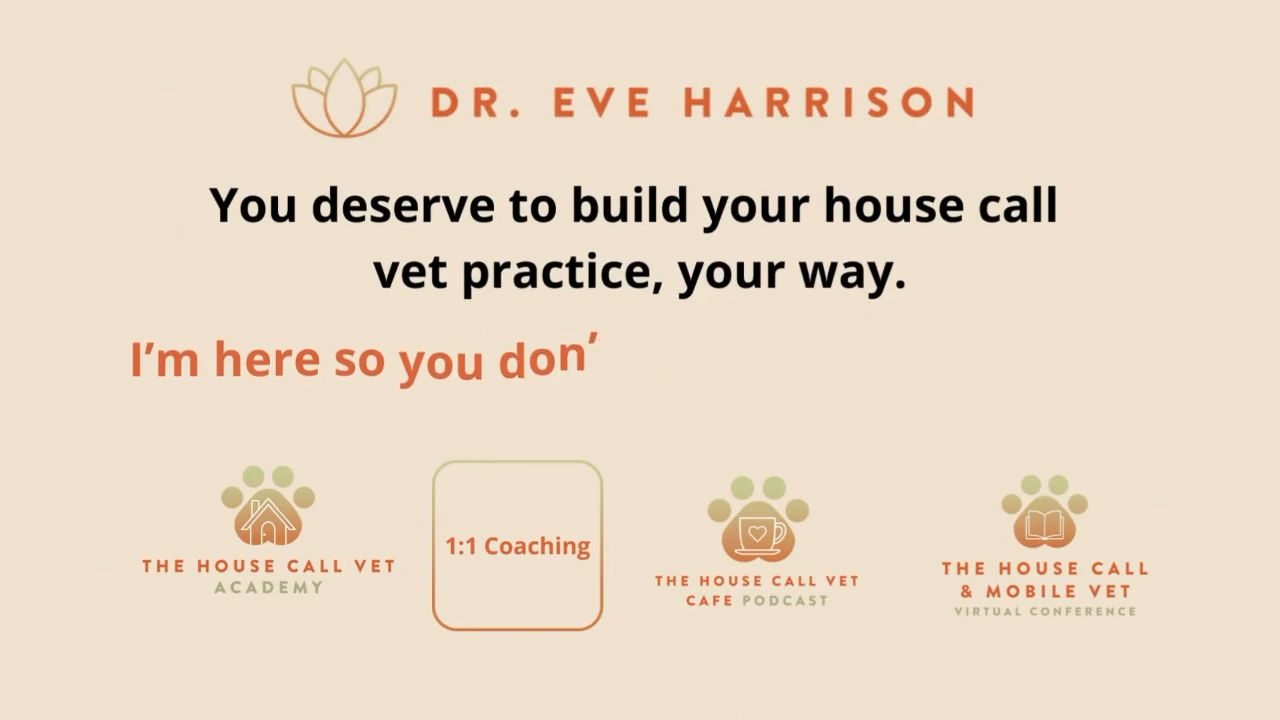 DR. EVE HARRISON
You deserve to build your house call
vet practice, your way.
I’m here so you don’
THE HOUSE CALL VET
ACADEMY
1:1 Coaching
THE HOUSE CALL VET
CAFE PODCAST
THE HOUSE CALL
& MOBILE VET
VIRTUAL CONFERENCE